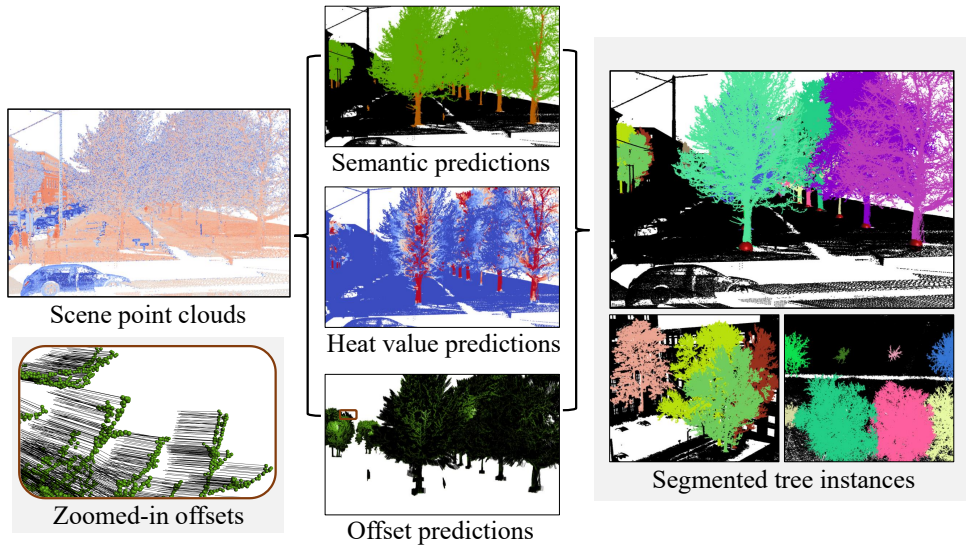 Scene point clouds
Zoomed-in offsets
Semantic predictions
Heat value predictions
Offset predictions
Segmented tree instances